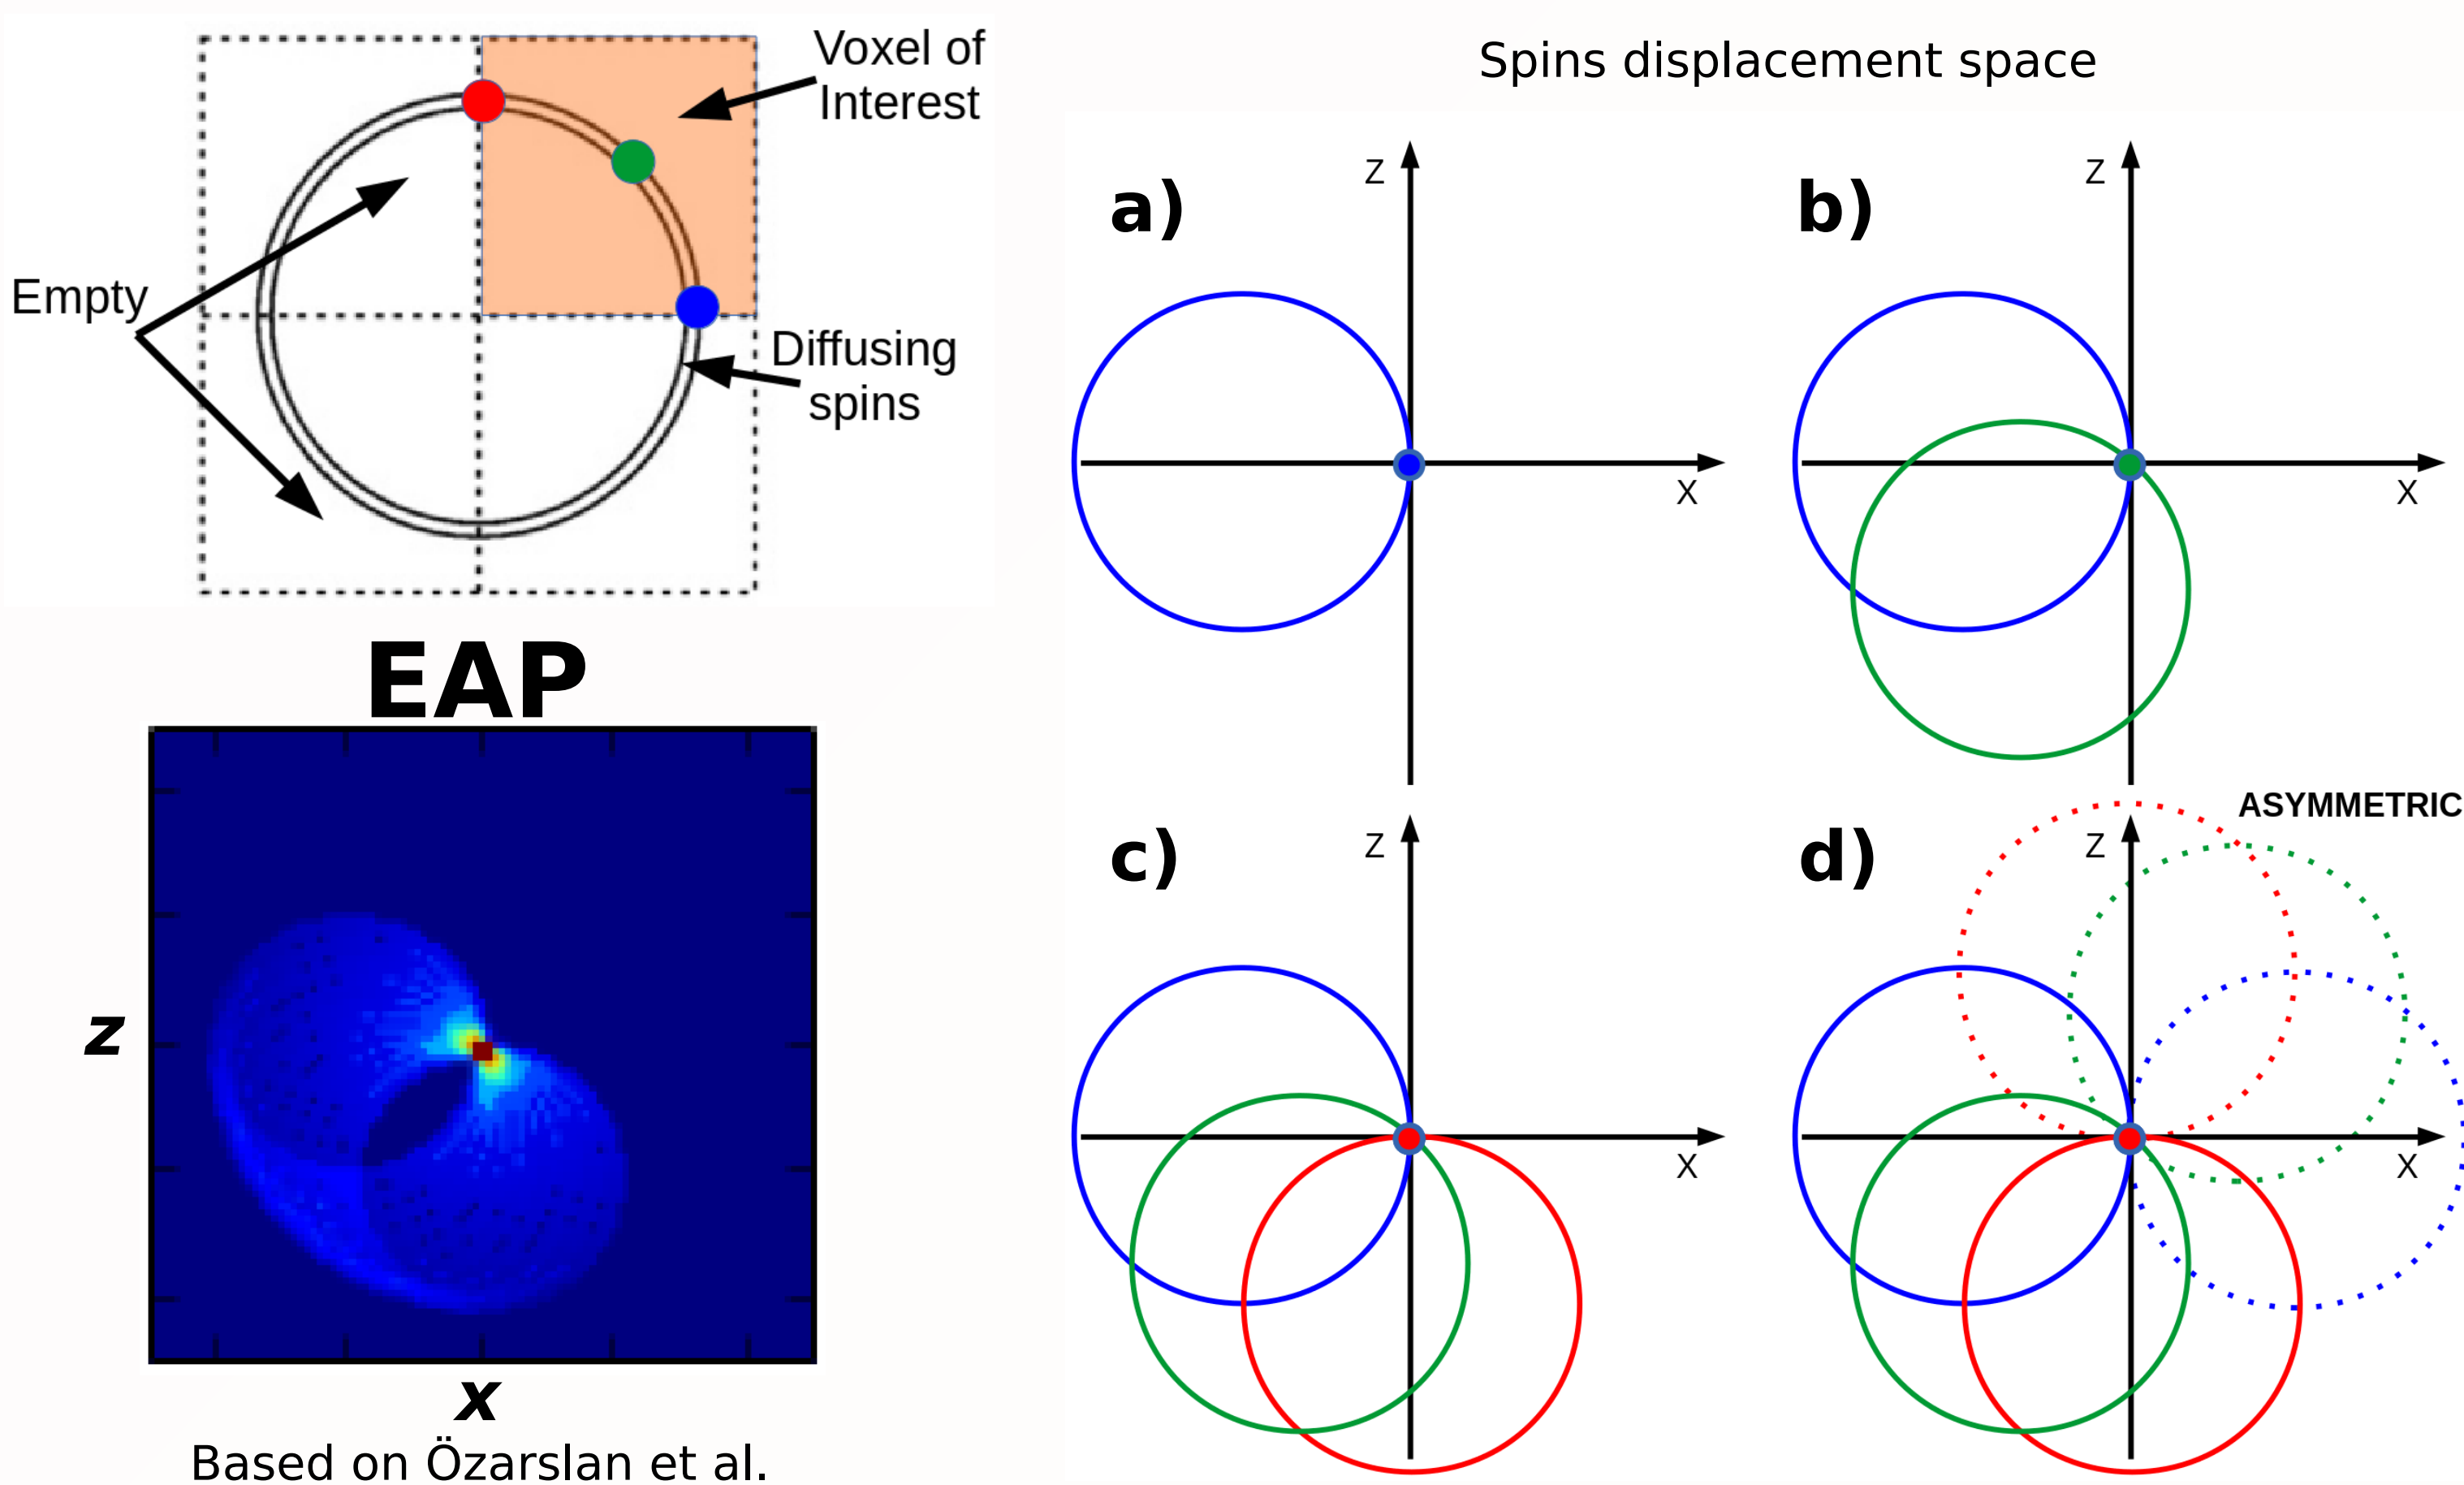 Voxel of
Interest
Empty
Diffusing
spins
EAP
z
x
Based on Özarslan et al.
Spins displacement space
a)
Z
X
b)
Z
X
c)
Z
X
ASYMMETRIC
d)
Z
X